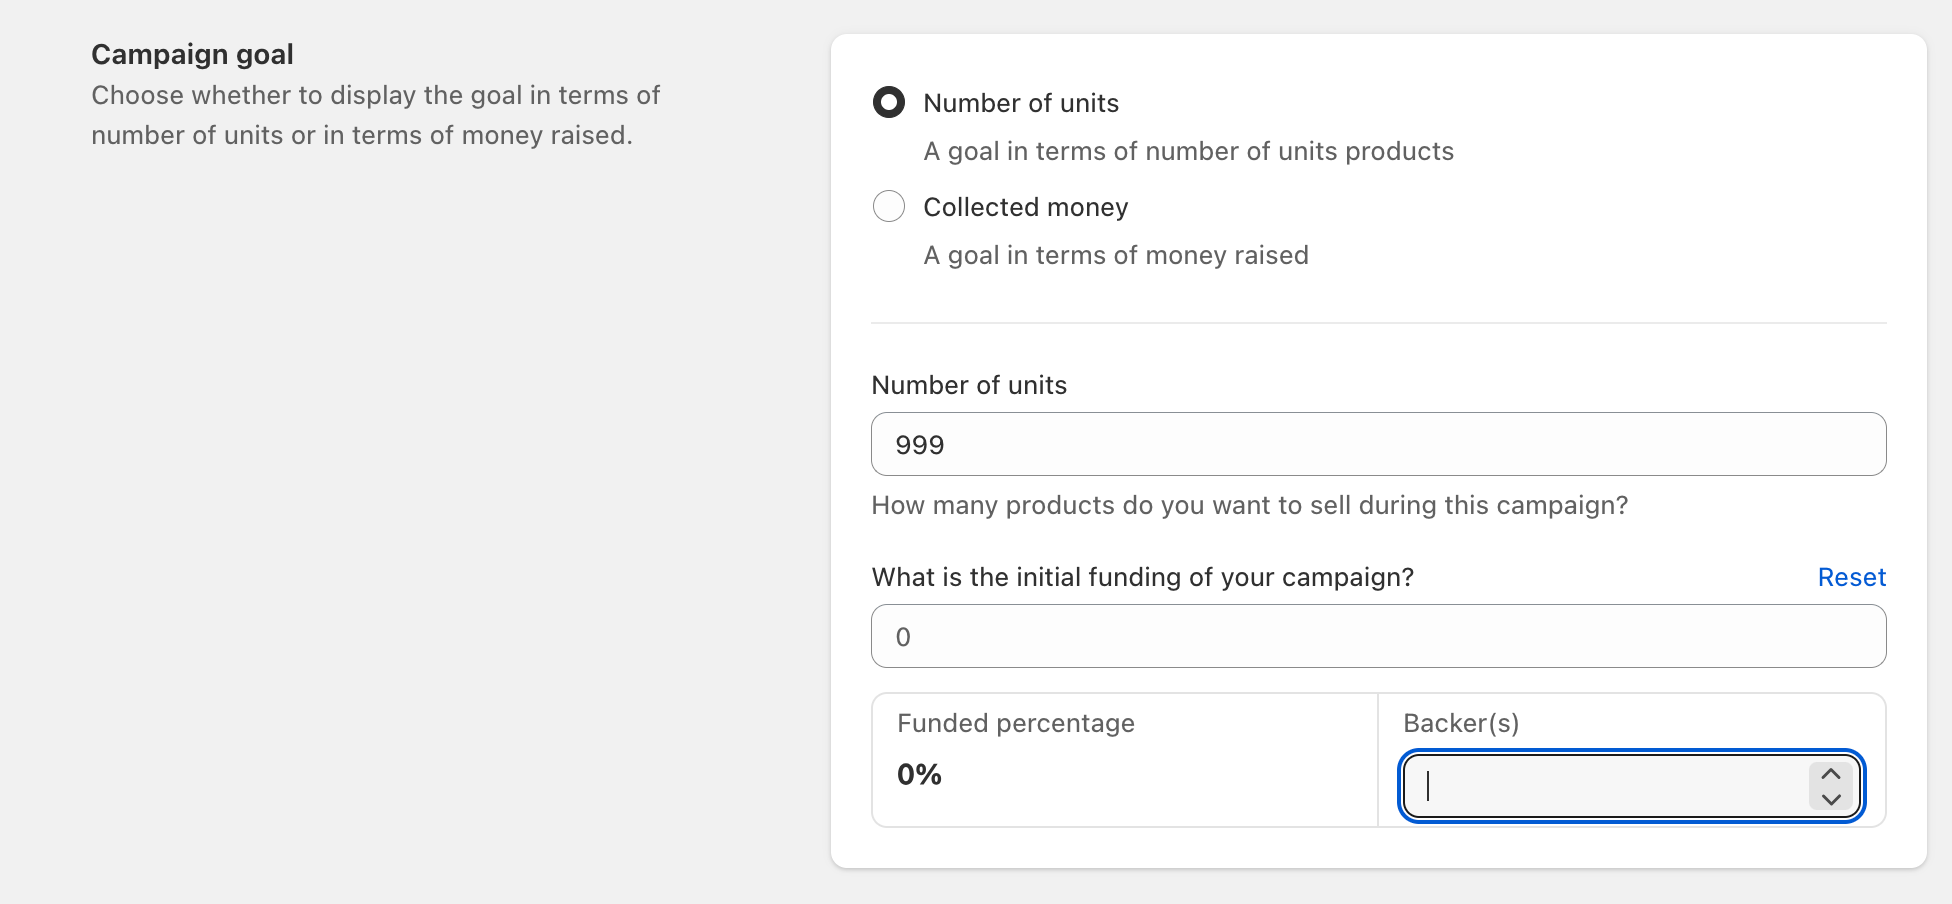 Campaign goal
Choose whether to display the goal in terms of
number of units or in terms of money raised.
Number of units
A goal in terms of number of units products
Collected money
A goal in terms of money raised
Number of units
999
How many products do you want to sell during this campaign?
What is the initial funding of your campaign? Reset
0
Funded percentage
0%
Backer(s)